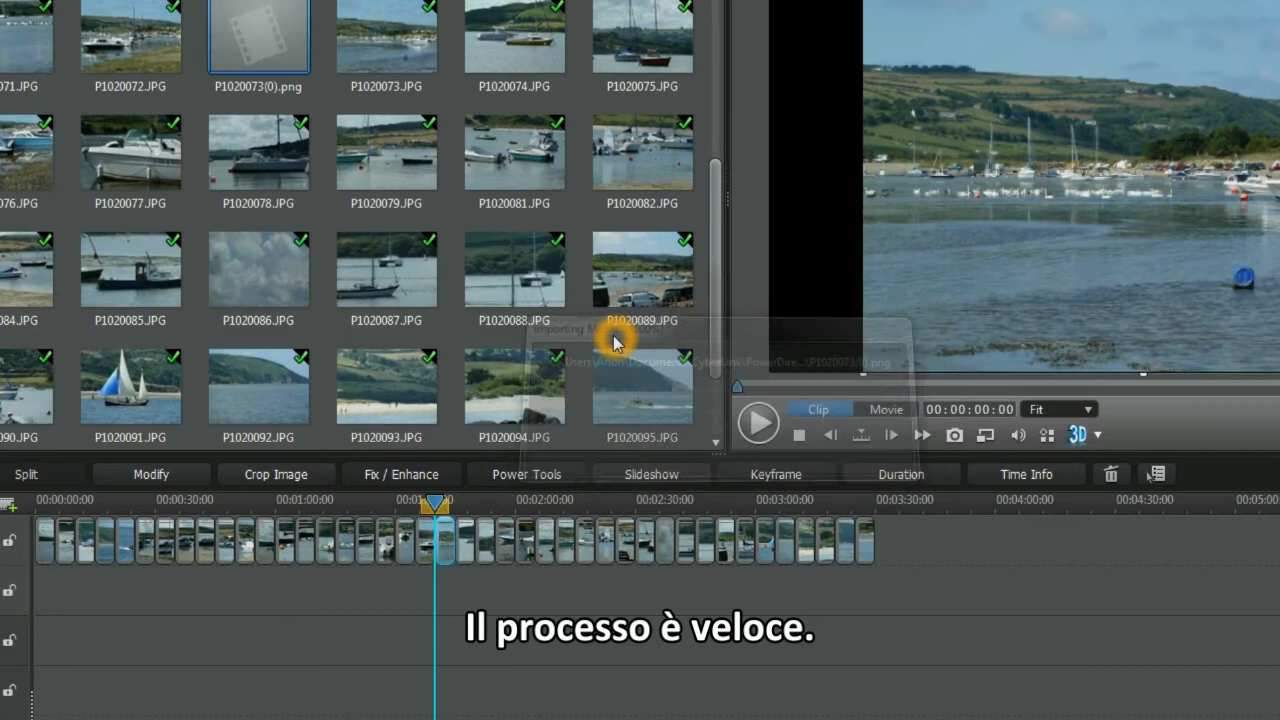 071.JPG
P1020072.JPG
P1020073(0).png
P1020073.JPG
P1020074.JPG
P1020075.JPG
076.JPG
P1020077.JPG
P1020078.JPG
P1020079.JPG
P1020081.JPG
P1020082.JPG
084.JPG
P1020085.JPG
P1020086.JPG
P1020087.JPG
P1020088.JPG
P1020089.JPG
Importing
090.JPG
P1020091.JPG
P1020092.JPG
P1020093.JPG
P1020094.JPG
P1020095.JPG
Clip Movie 00:00:00:00 Fit
3D
Split Modify Crop Image Fix / Enhance Power Tools Slideshow Keyframe Duration Time Info
00:00:00:00 00:00:30:00 00:01:00:00 00:02:00:00 00:02:30:00 00:03:00:00 00:03:30:00 00:04:00:00 00:04:30:00 00:05:00
Il processo è veloce.